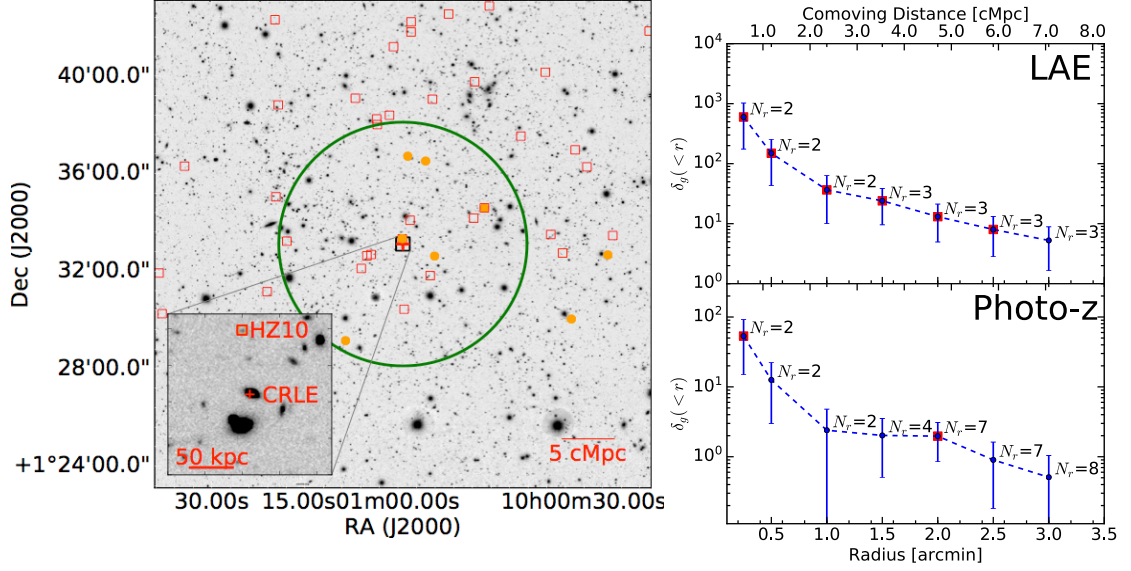 40'00.0"
36'00.0"
32'00.0"
28'00.0"
+1°24'00.0"
Dec (J2000)
HZ10
CRLE
50 kpc
5 cMpc
30.00s
15.00s
01m00.00s
10h00m30.00s
RA (J2000)
Comoving Distance [cMpc]
0.0 1.0 2.0 3.0 4.0 5.0 6.0 7.0 8.0
LAE
10^4
10^3
10^2
10^1
10^0
δg(<r)
Nr=2
Nr=2
Nr=2
Nr=3
Nr=3
Nr=3
Nr=3
Photo-z
10^2
10^1
10^0
δg(<r)
Nr=2
Nr=2
Nr=2
Nr=4
Nr=7
Nr=7
Nr=8
0.5 1.0 1.5 2.0 2.5 3.0 3.5
Radius [arcmin]